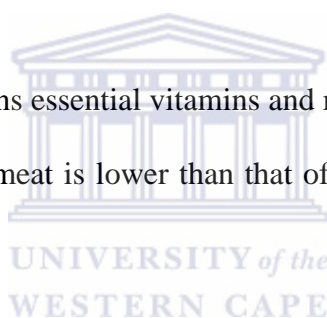 ns essential vitamins and
meat is lower than that of
UNIVERSITY of the
WESTERN CAPE